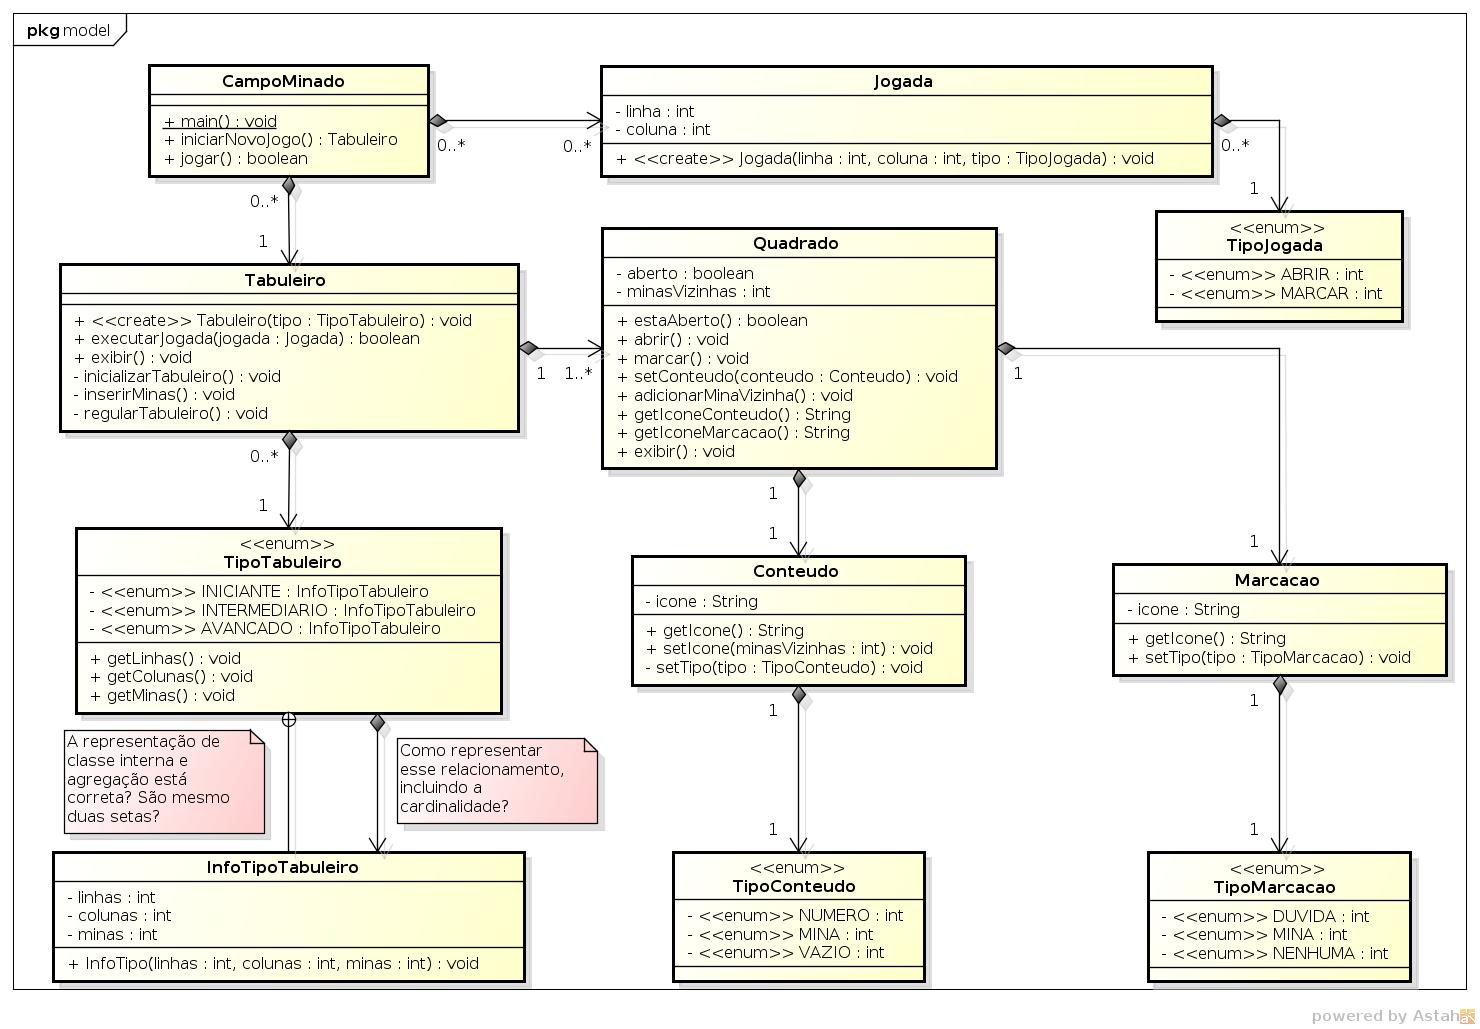 pkg model
CampoMinado
+ main() : void
+ iniciarNovoJogo() : Tabuleiro
+ jogar() : boolean
0..*
0..*
Jogada
- linha : int
- coluna : int
+ <<create>> Jogada(linha : int, coluna : int, tipo : TipoJogada) : void
0..*
1
<<enum>>
TipoJogada
- <<enum>> ABRIR : int
- <<enum>> MARCAR : int
0..*
1
Tabuleiro
+ <<create>> Tabuleiro(tipo : TipoTabuleiro) : void
+ executarJogada(jogada : Jogada) : boolean
+ exibir() : void
- inicializarTabuleiro() : void
- inserirMinas() : void
- regularTabuleiro() : void
1
1..*
Quadrado
- aberto : boolean
- minasVizinhas : int
+ estaAberto() : boolean
+ abrir() : void
+ marcar() : void
+ setConteudo(conteudo : Conteudo) : void
+ adicionarMinaVizinha() : void
+ getIconeConteudo() : String
+ getIconeMarcacao() : String
+ exibir() : void
1
1
0..*
1
<<enum>>
TipoTabuleiro
- <<enum>> INICIANTE : InfoTipoTabuleiro
- <<enum>> INTERMEDIARIO : InfoTipoTabuleiro
- <<enum>> AVANCADO : InfoTipoTabuleiro
+ getLinhas() : void
+ getColunas() : void
+ getMinas() : void
1
1
Conteudo
- icone : String
+ getIcone() : String
+ setIcone(minasVizinhas : int) : void
- setTipo(tipo : TipoConteudo) : void
Marcacao
- icone : String
+ getIcone() : String
+ setTipo(tipo : TipoMarcacao) : void
A representação de
classe interna e
agregação está
correta? São mesmo
duas setas?
Como representar
esse relacionamento,
incluindo a
cardinalidade?
1
1
1
1
InfoTipoTabuleiro
- linhas : int
- colunas : int
- minas : int
+ InfoTipo(linhas : int, colunas : int, minas : int) : void
<<enum>>
TipoConteudo
- <<enum>> NUMERO : int
- <<enum>> MINA : int
- <<enum>> VAZIO : int
<<enum>>
TipoMarcacao
- <<enum>> DUVIDA : int
- <<enum>> MINA : int
- <<enum>> NENHUMA : int
powered by Astah